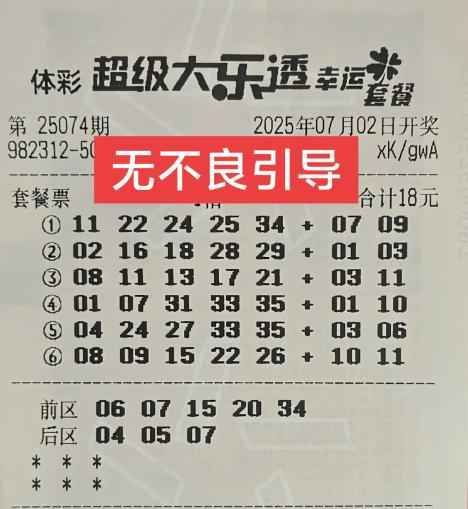 体彩 超级大乐透 幸运套餐
第 25074期 2025年07月02日开奖
982312-50 xK/gwA
无不良引导
套餐票 合计18元
① 11 22 24 25 34 + 07 09
② 02 16 18 28 29 + 01 03
③ 08 11 13 17 21 + 03 11
④ 01 07 31 33 35 + 01 10
⑤ 04 24 27 33 35 + 03 06
⑥ 08 09 15 22 26 + 10 11
前区 06 07 15 20 34
后区 04 05 07
* * *
* * *